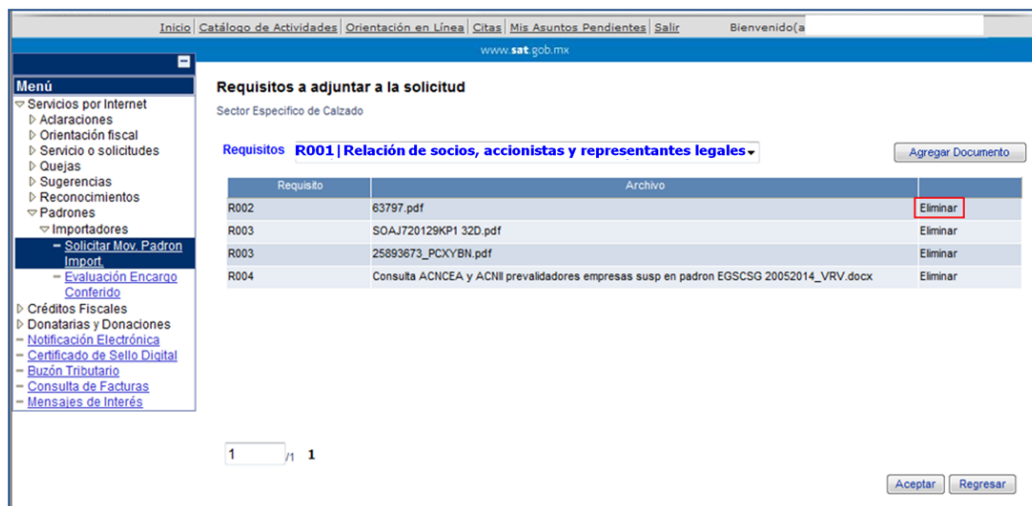 Inicio Catálogo de Actividades Orientación en Línea Citas Mis Asuntos Pendientes Salir Bienvenido(a
www.sat.gob.mx
Menú
Servicios por Internet
Aclaraciones
Orientación fiscal
Servicio o solicitudes
Quejas
Sugerencias
Reconocimientos
Padrones
Importadores
Solicitar Mov. Padron
Import.
Evaluación Encargo
Conferido
Créditos Fiscales
Donatarias y Donaciones
Notificación Electrónica
Certificado de Sello Digital
Buzón Tributario
Consulta de Facturas
Mensajes de Interés
Requisitos a adjuntar a la solicitud
Sector Especifico de Calzado
Requisitos R001|Relación de socios, accionistas y representantes legales Agregar Documento
Requisito Archivo
R002 63797.pdf Eliminar
R003 SOAJ720129KP1 32D.pdf Eliminar
R003 25893673_PCXYBN.pdf Eliminar
R004 Consulta ACNCEA y ACNII prevalidadores empresas susp en padron EGSCSG 20052014_VRV.docx Eliminar
1 /1 1
Aceptar Regresar